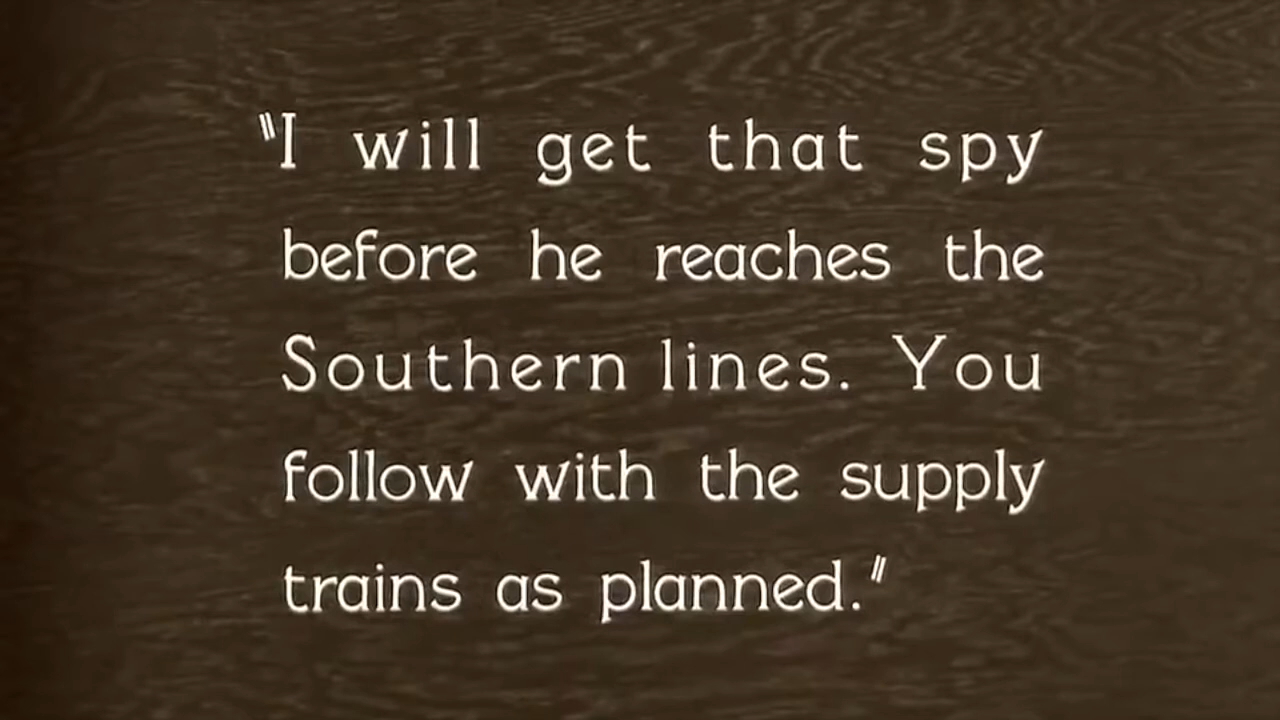 "I will get that spy
before he reaches the
Southern lines. You
follow with the supply
trains as planned."